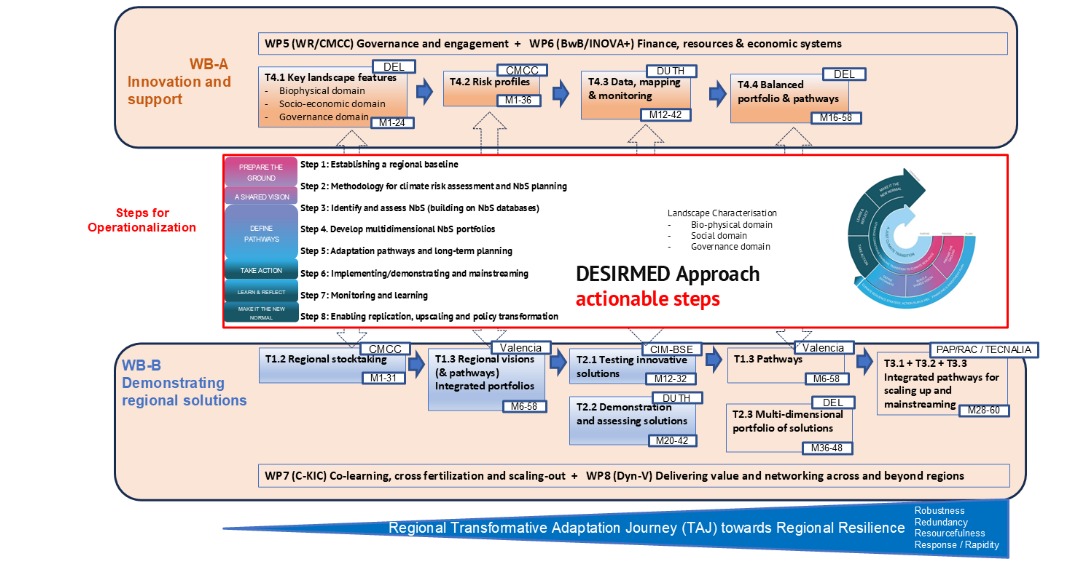 WP5 (WR/CMCC) Governance and engagement + WP6 (BwB/INOVA+) Finance, resources & economic systems
WB-A
Innovation and
support
DEL
T4.1 Key landscape features
- Biophysical domain
- Socio-economic domain
- Governance domain
M1-24
CMCC
T4.2 Risk profiles
M1-36
DUTH
T4.3 Data, mapping
& monitoring
M12-42
DEL
T4.4 Balanced
portfolio & pathways
M16-58
Steps for
Operationalization
PREPARE THE
GROUND
A SHARED VISION
DEFINE
PATHWAYS
TAKE ACTION
LEARN & REFLECT
MAKE IT THE NEW
NORMAL
Step 1: Establishing a regional baseline
Step 2: Methodology for climate risk assessment and NbS planning
Step 3: Identify and assess NbS (building on NbS databases)
Step 4. Develop multidimensional NbS portfolios
Step 5: Adaptation pathways and long-term planning
Step 6: Implementing/demonstrating and mainstreaming
Step 7: Monitoring and learning
Step 8: Enabling replication, upscaling and policy transformation
Landscape Characterisation
- Bio-physical domain
- Social domain
- Governance domain
DESIRMED Approach
actionable steps
MAKE IT THE
NEW NORMAL
TAKE ACTION
WB-B
Demonstrating
regional solutions
CMCC
T1.2 Regional stocktaking
M1-31
Valencia
T1.3 Regional visions
(& pathways)
Integrated portfolios
M6-58
CIM-BSE
T2.1 Testing innovative
solutions
M12-32
DUTH
T2.2 Demonstration
and assessing solutions
M20-42
Valencia
T1.3 Pathways
M6-58
DEL
T2.3 Multi-dimensional
portfolio of solutions
M36-48
PAP/RAC / TECNALIA
T3.1 + T3.2 + T3.3
Integrated pathways for
scaling up and
mainstreaming
M28-60
WP7 (C-KIC) Co-learning, cross fertilization and scaling-out + WP8 (Dyn-V) Delivering value and networking across and beyond regions
Regional Transformative Adaptation Journey (TAJ) towards Regional Resilience
Robustness
Redundancy
Resourcefulness
Response / Rapidity